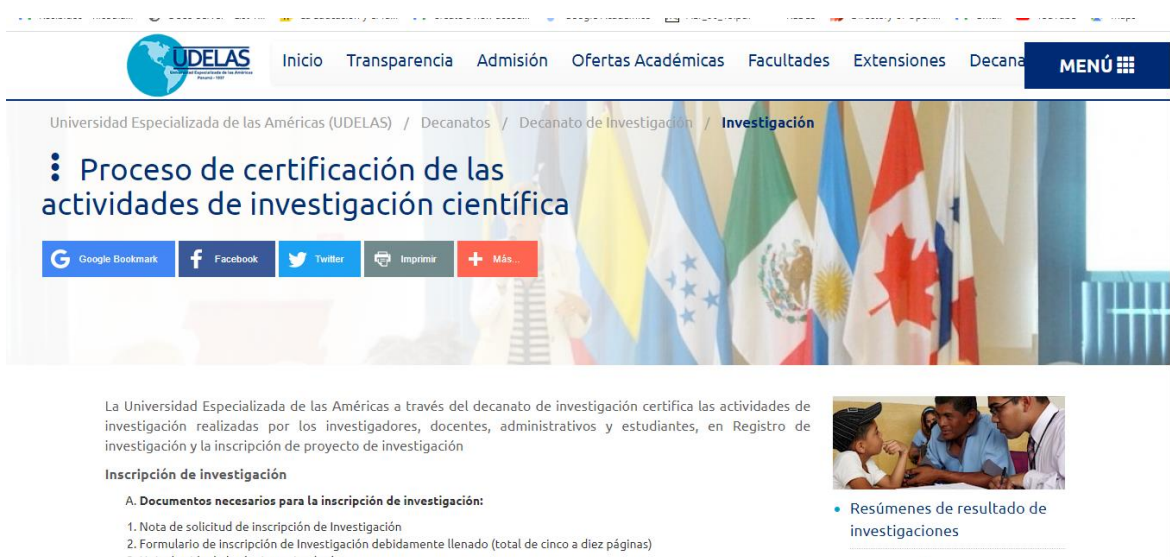 UDELAS
Universidad Especializada de las Américas
Inicio Transparencia Admisión Ofertas Académicas Facultades Extensiones Decana
MENÚ
Universidad Especializada de las Américas (UDELAS) / Decanatos / Decanato de Investigación / Investigación
Proceso de certificación de las
actividades de investigación científica
Google Bookmark Facebook Twitter Imprimir Más...
La Universidad Especializada de las Américas a través del decanato de investigación certifica las actividades de
investigación realizadas por los investigadores, docentes, administrativos y estudiantes, en Registro de
investigación y la inscripción de proyecto de investigación
Inscripción de investigación
A. Documentos necesarios para la inscripción de investigación:
1. Nota de solicitud de inscripción de Investigación
2. Formulario de inscripción de Investigación debidamente llenado (total de cinco a diez páginas)
Resúmenes de resultado de
investigaciones